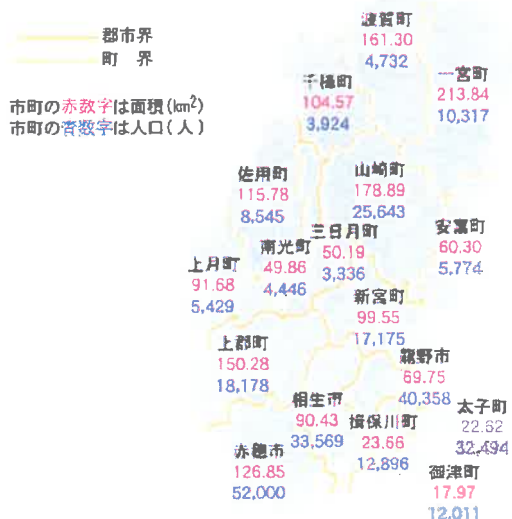 郡市界
町 界
市町の赤数字は面積(km²)
市町の青数字は人口(人)
波賀町
161.30
4,732
一宮町
213.84
10,317
千種町
104.57
3,924
佐用町
115.78
8,545
山崎町
178.89
25,643
安富町
60.30
5,774
三日月町
50.19
3,336
南光町
49.86
4,446
上月町
91.68
5,429
新宮町
99.55
17,175
上郡町
150.28
18,178
龍野市
69.75
40,358
相生市
90.43
33,569
揖保川町
23.66
12,896
太子町
22.62
32,494
赤穂市
126.85
52,000
御津町
17.97
12,011